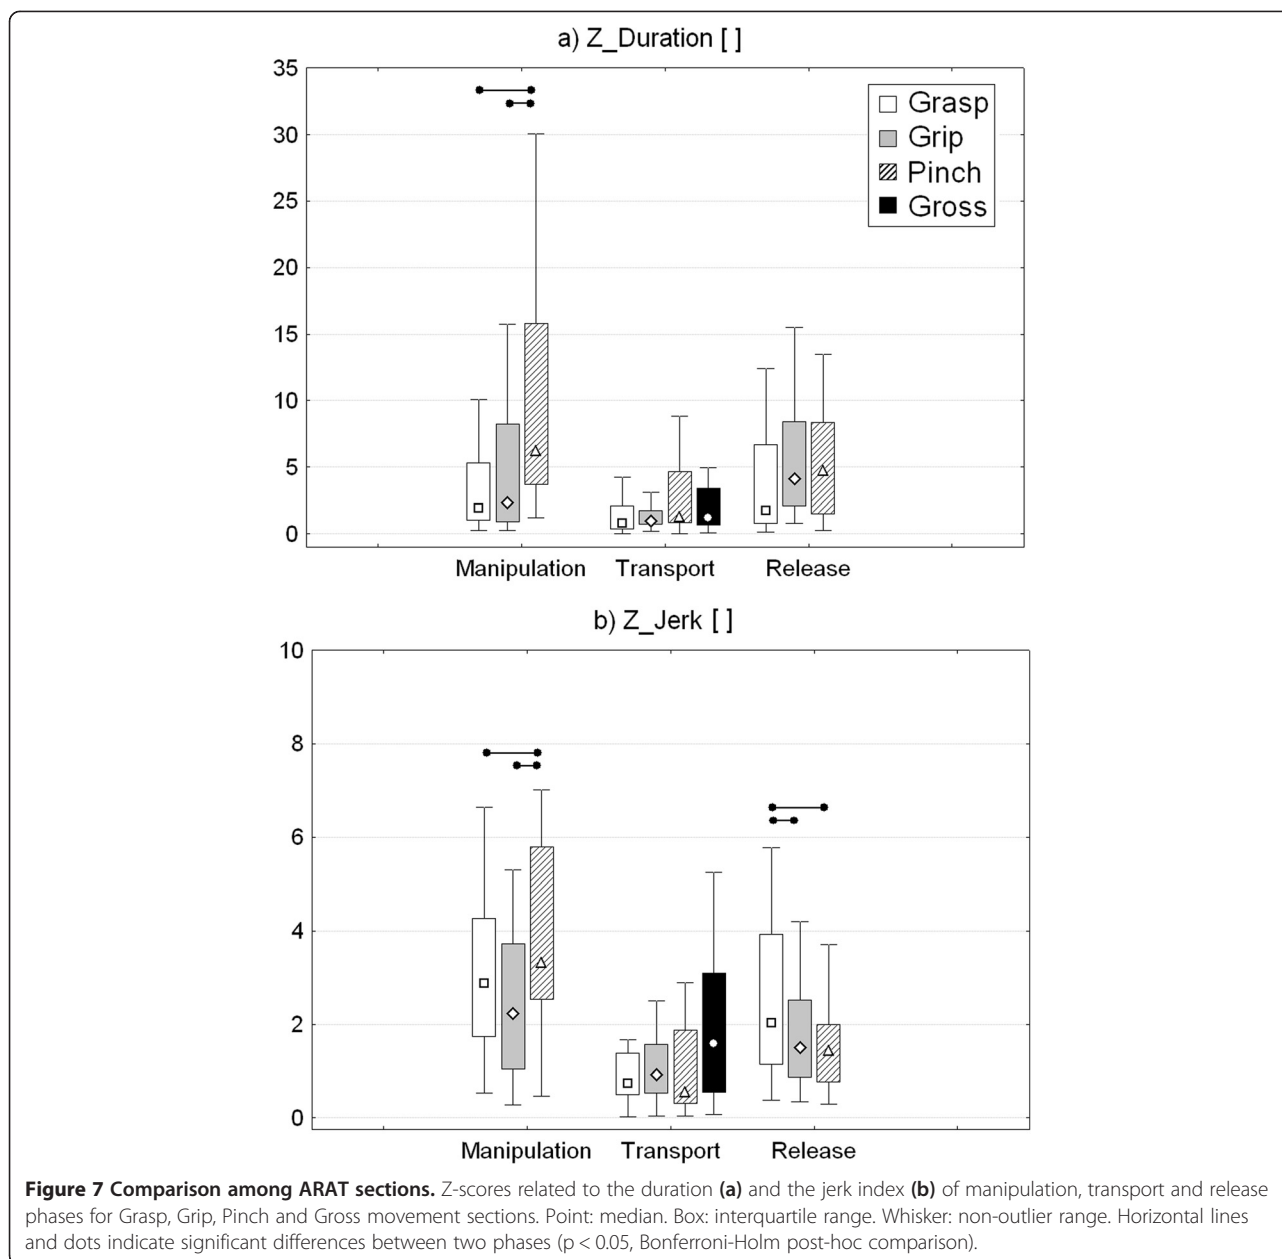 a) Z_Duration [ ]
35
30
25
20
15
10
5
0
Grasp
Grip
Pinch
Gross
Manipulation Transport Release
b) Z_Jerk [ ]
10
8
6
4
2
0
Manipulation Transport Release
Figure 7 Comparison among ARAT sections. Z-scores related to the duration (a) and the jerk index (b) of manipulation, transport and release
phases for Grasp, Grip, Pinch and Gross movement sections. Point: median. Box: interquartile range. Whisker: non-outlier range. Horizontal lines
and dots indicate significant differences between two phases (p < 0.05, Bonferroni-Holm post-hoc comparison).